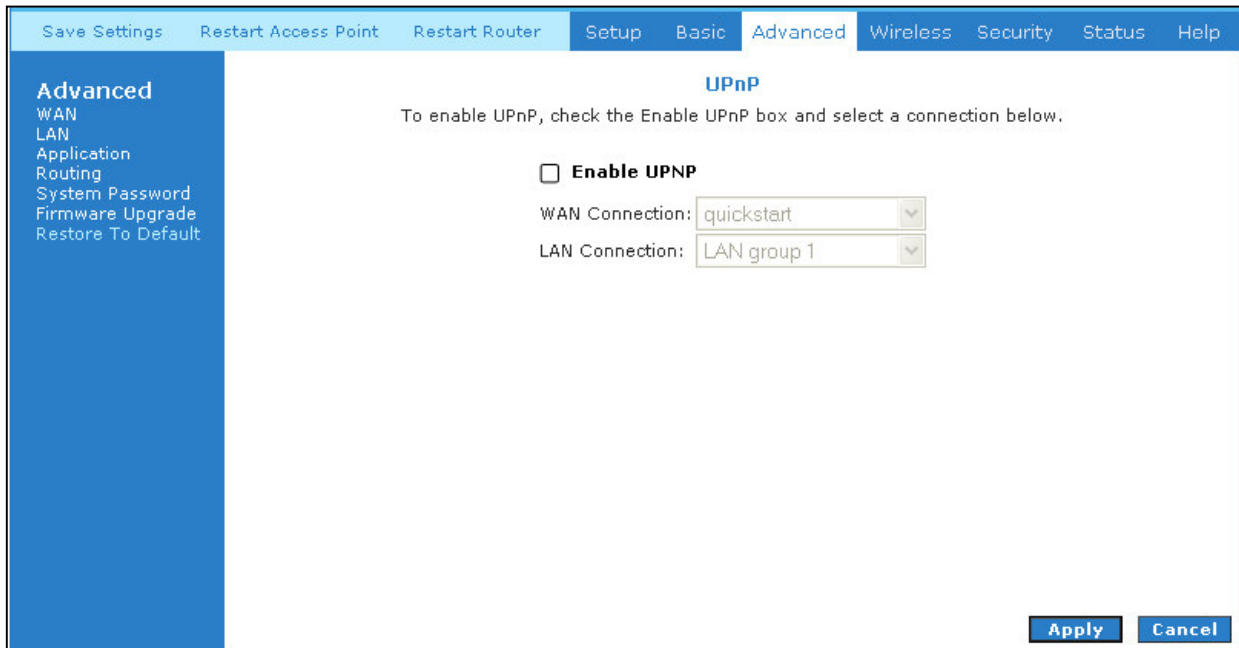 Save Settings Restart Access Point Restart Router Setup Basic Advanced Wireless Security Status Help
Advanced
WAN
LAN
Application
Routing
System Password
Firmware Upgrade
Restore To Default
UPnP
To enable UPnP, check the Enable UPnP box and select a connection below.
Enable UPNP
WAN Connection: quickstart
LAN Connection: LAN group 1
Apply Cancel